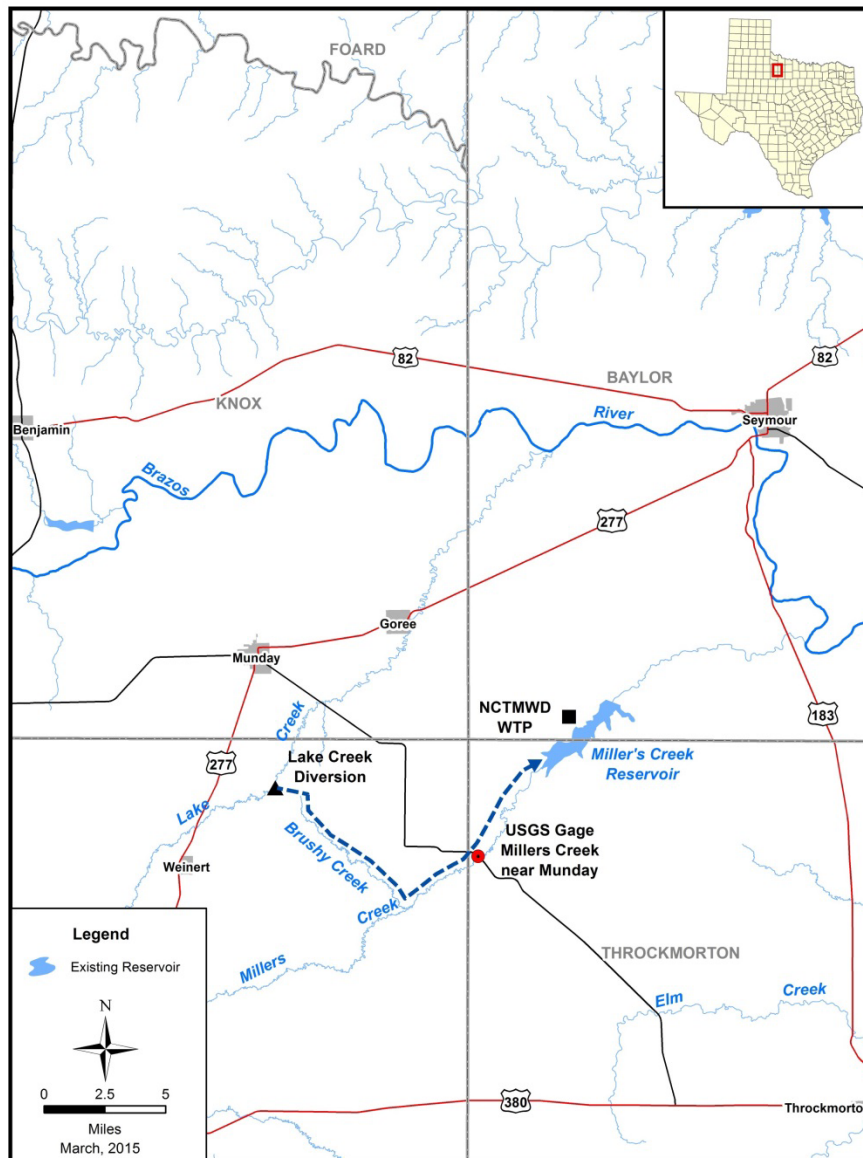 FOARD
82
82
BAYLOR
KNOX
Benjamin
River
Seymour
Brazos
277
Goree
Munday
NCTMWD
WTP
183
Creek
277
Lake Creek
Diversion
Miller's Creek
Reservoir
Lake
Brushy Creek
USGS Gage
Millers Creek
near Munday
Weinert
Creek
Legend
Existing Reservoir
Millers
THROCKMORTON
Elm
Creek
N
0 2.5 5
Miles
March, 2015
380
Throckmorton